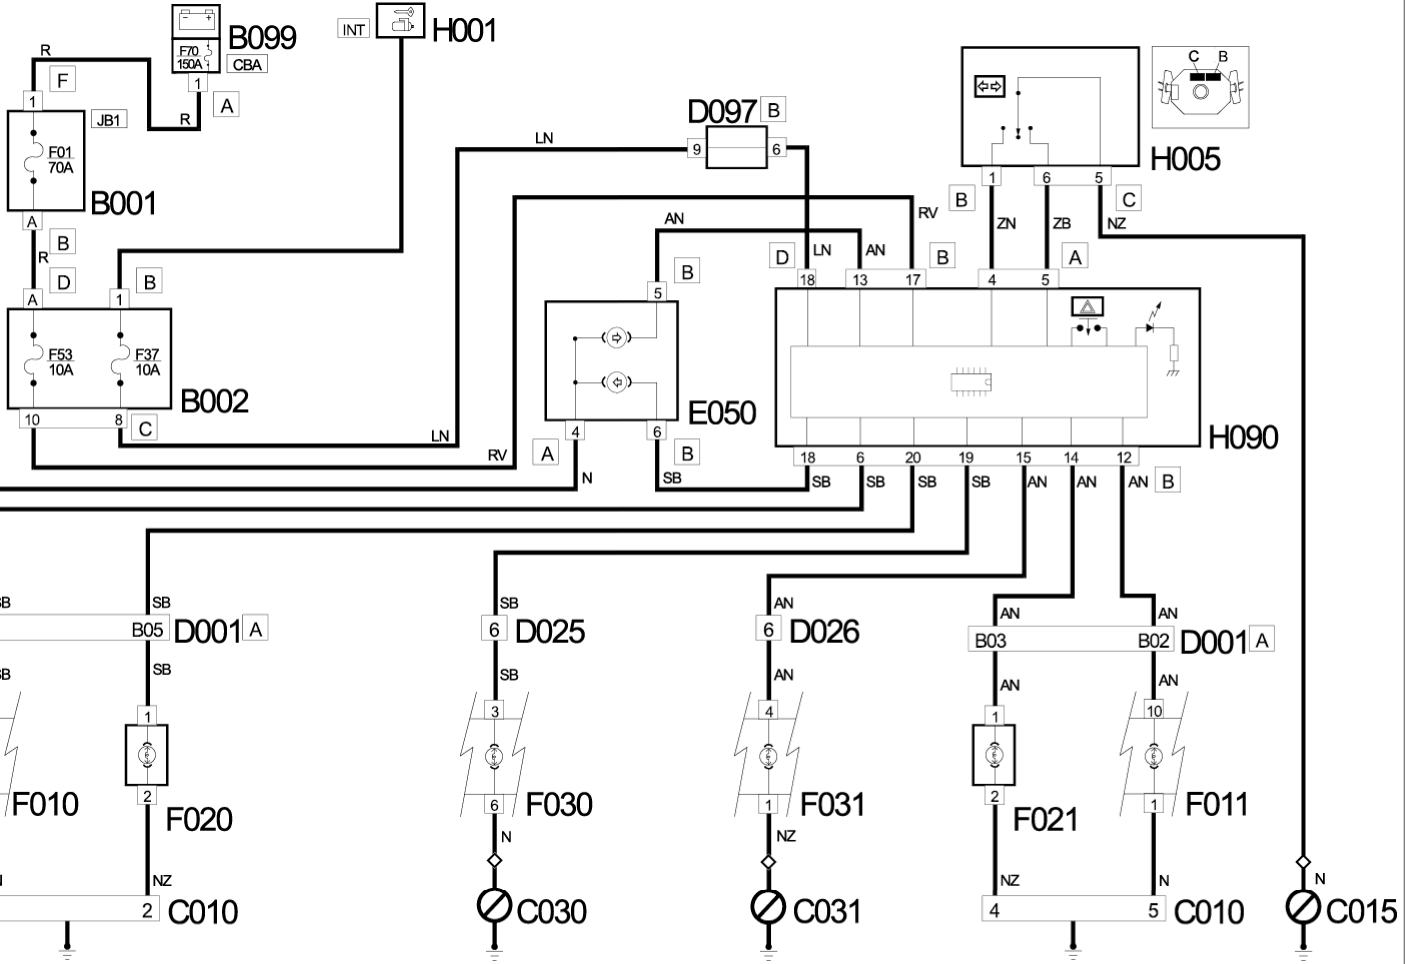 B099
INT
H001
R
F70
150A
CBA
F
1
A
1
R
JB1
C B
D097 B
F01
70A
LN
9
6
H005
B001
1 6 5
A
B
B
C
RV
AN
ZN
ZB
NZ
R
D
LN
AN
B
A
D
B
B
A
1
18
13
17
4
5
5
F53
10A
F37
10A
B002
E050
10
8
C
LN
A
4
6
B
H090
RV
18 6 20 19 15 14 12
N
SB
SB
SB
SB
SB
AN
AN
AN
B
SB
SB
SB
AN
AN
AN
B05
D001 A
6
D025
6
D026
B03
B02
D001 A
SB
SB
SB
AN
AN
AN
1
3
4
1
10
F010
2
F020
6
F030
1
F031
2
F021
1
F011
N
NZ
NZ
NZ
N
N
2
C010
C030
C031
4
5
C010
C015